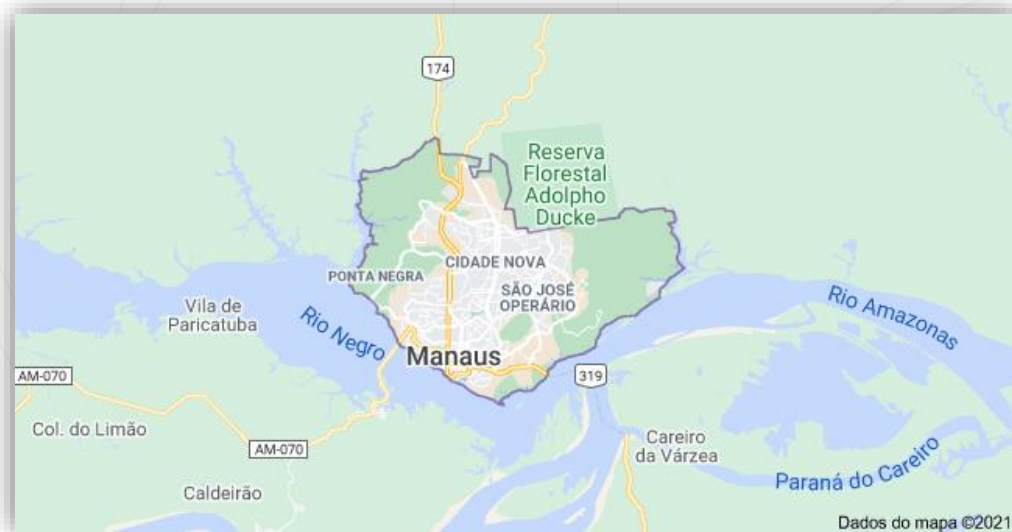 174
Reserva
Florestal
Adolpho
Ducke
CIDADE NOVA
PONTA NEGRA
SÃO JOSÉ
OPERÁRIO
Vila de
Paricatuba
Rio Negro
Rio Amazonas
Manaus
319
AM-070
Col. do Limão
AM-070
Careiro
da Várzea
Paraná do Careiro
Caldeirão
Dados do mapa ©2021